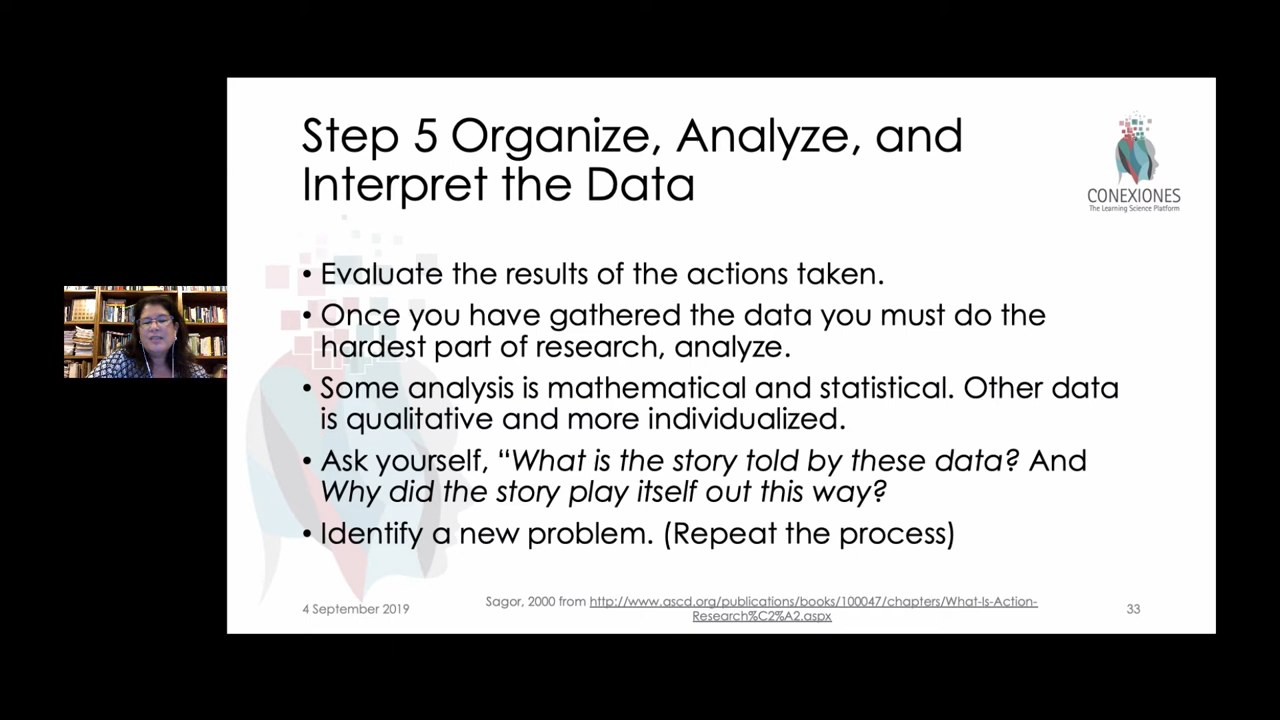 Step 5 Organize, Analyze, and
Interpret the Data
CONEXIONES
The Learning Science Platform
• Evaluate the results of the actions taken.
• Once you have gathered the data you must do the
hardest part of research, analyze.
• Some analysis is mathematical and statistical. Other data
is qualitative and more individualized.
• Ask yourself, “What is the story told by these data? And
Why did the story play itself out this way?
• Identify a new problem. (Repeat the process)
4 September 2019
Sagor, 2000 from http://www.ascd.org/publications/books/100047/chapters/What-Is-Action-
Research%C2%A2.aspx
33